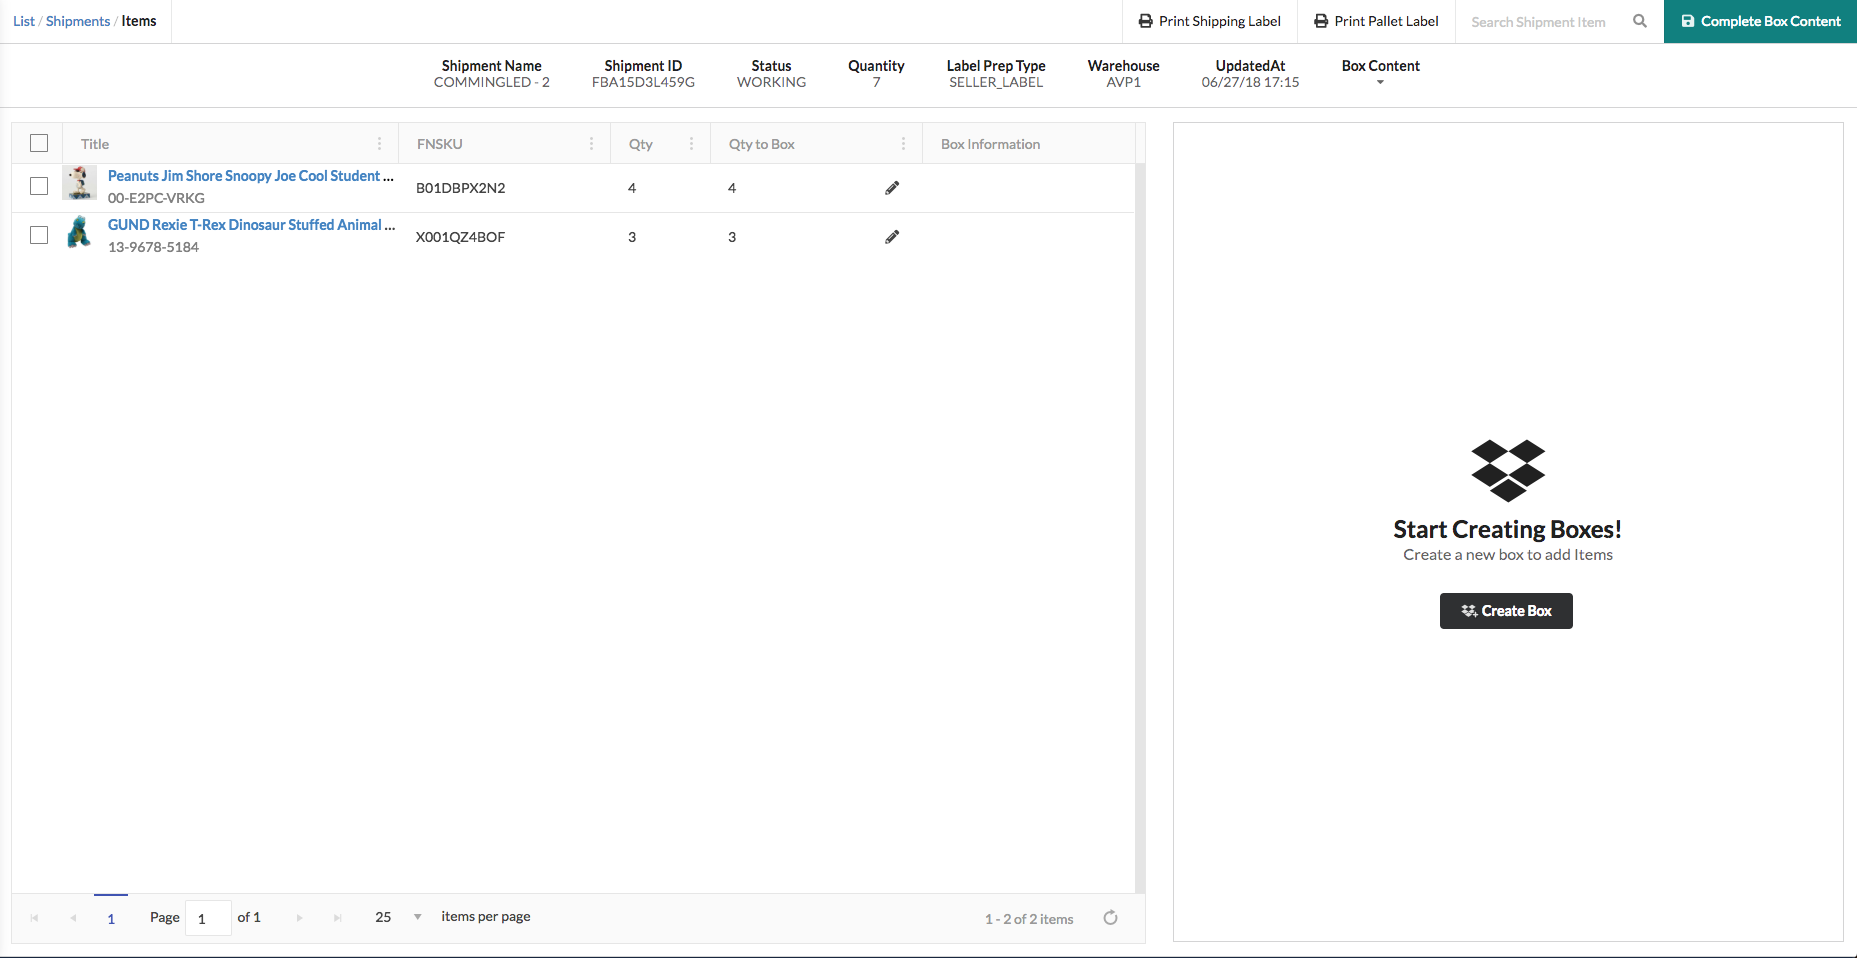 List / Shipments / Items
Print Shipping Label
Print Pallet Label
Search Shipment Item
Complete Box Content
Shipment Name
COMMINGLED - 2
Shipment ID
FBA15D3L459G
Status
WORKING
Quantity
7
Label Prep Type
SELLER_LABEL
Warehouse
AVP1
UpdatedAt
06/27/18 17:15
Box Content
Title
FNSKU
Qty
Qty to Box
Box Information
Peanuts Jim Shore Snoopy Joe Cool Student ...
00-E2PC-VRKG
B01DBPX2N2
4
4
GUND Rexie T-Rex Dinosaur Stuffed Animal ...
13-9678-5184
X001QZ4BOF
3
3
Start Creating Boxes!
Create a new box to add Items
Create Box
1
Page 1 of 1
25 items per page
1 - 2 of 2 items